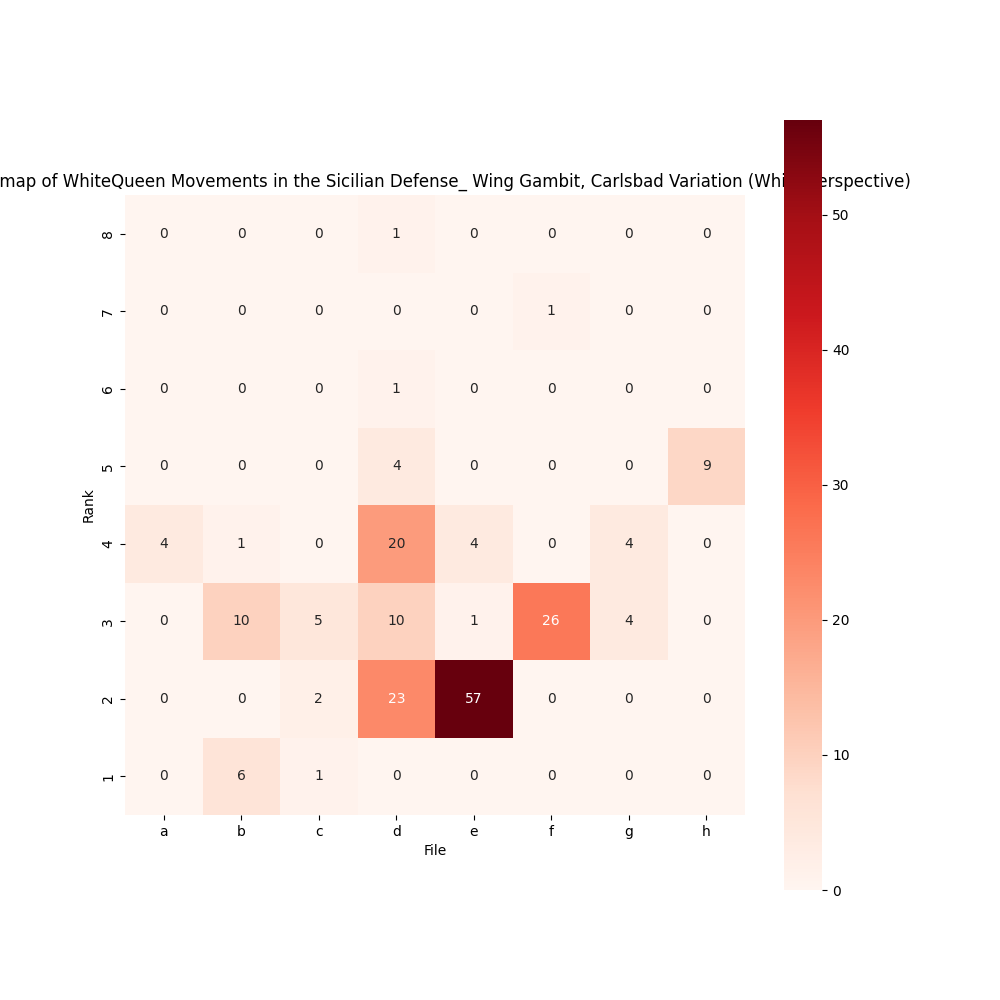 map of WhiteQueen Movements in the Sicilian Defense_ Wing Gambit, Carlsbad Variation (Whi erspective)
8 0 0 0 1 0 0 0 0
7 0 0 0 0 0 1 0 0
6 0 0 0 1 0 0 0 0
5 0 0 0 4 0 0 0 9
4 4 1 0 20 4 0 4 0
3 0 10 5 10 1 26 4 0
2 0 0 2 23 57 0 0 0
1 0 6 1 0 0 0 0 0
a b c d e f g h
File
Rank
50
40
30
20
10
0